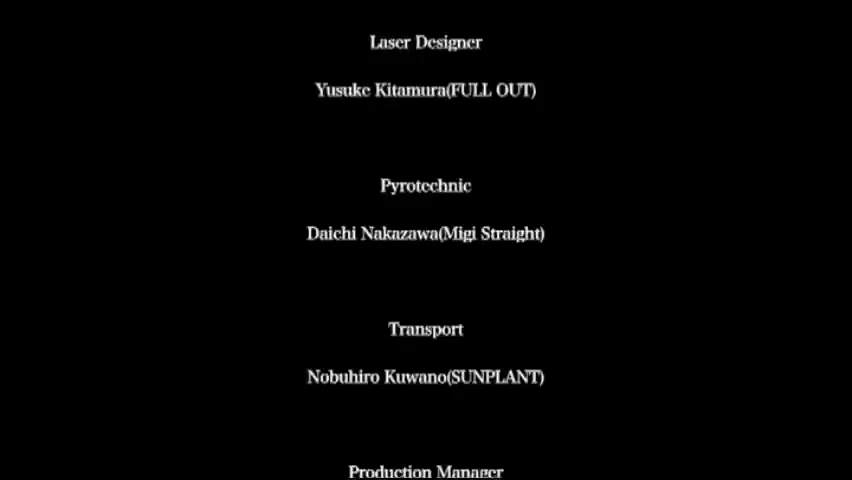 Laser Designer
Yusuke Kitamura(FULL OUT)
Pyrotechnic
Daichi Nakazawa(Migi Straight)
Transport
Nobuhiro Kuwano(SUNPLANT)
Production Manager